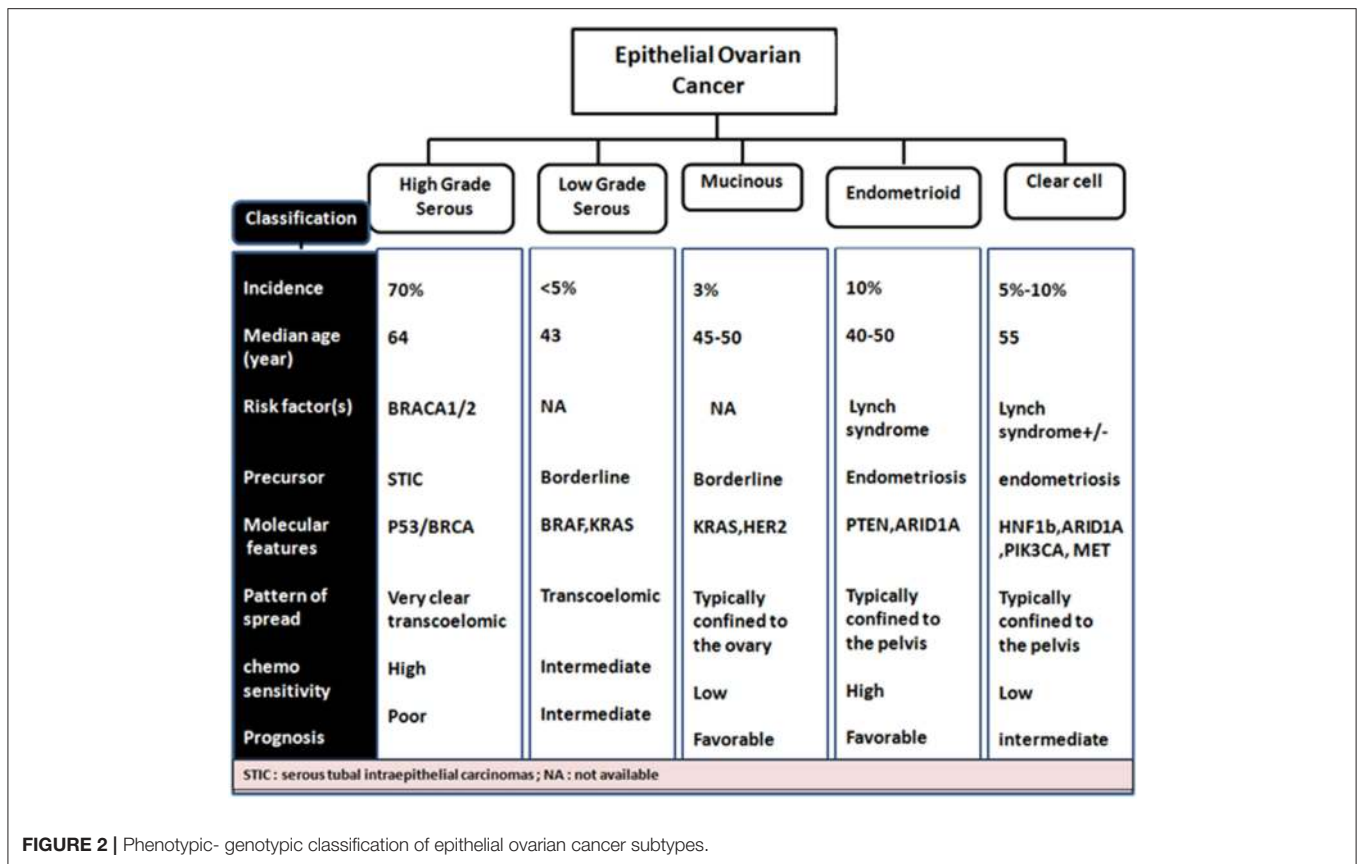 Epithelial Ovarian
Cancer
High Grade
Serous
Low Grade
Serous
Mucinous
Endometrioid
Clear cell
Classification
Incidence
70%
<5%
3%
10%
5%-10%
Median age
(year)
64
43
45-50
40-50
55
Risk factor(s)
BRACA1/2
NA
NA
Lynch
syndrome
Lynch
syndrome+/-
Precursor
STIC
Borderline
Borderline
Endometriosis
endometriosis
Molecular
features
P53/BRCA
BRAF,KRAS
KRAS,HER2
PTEN,ARID1A
HNF1b,ARID1A
,PIK3CA, MET
Pattern of
spread
Very clear
transcoelomic
Transcoelomic
Typically
confined to
the ovary
Typically
confined to
the pelvis
Typically
confined to
the pelvis
chemo
sensitivity
High
Intermediate
Low
High
Low
Prognosis
Poor
Intermediate
Favorable
Favorable
intermediate
STIC : serous tubal intraepithelial carcinomas ; NA : not available
FIGURE 2 | Phenotypic- genotypic classification of epithelial ovarian cancer subtypes.